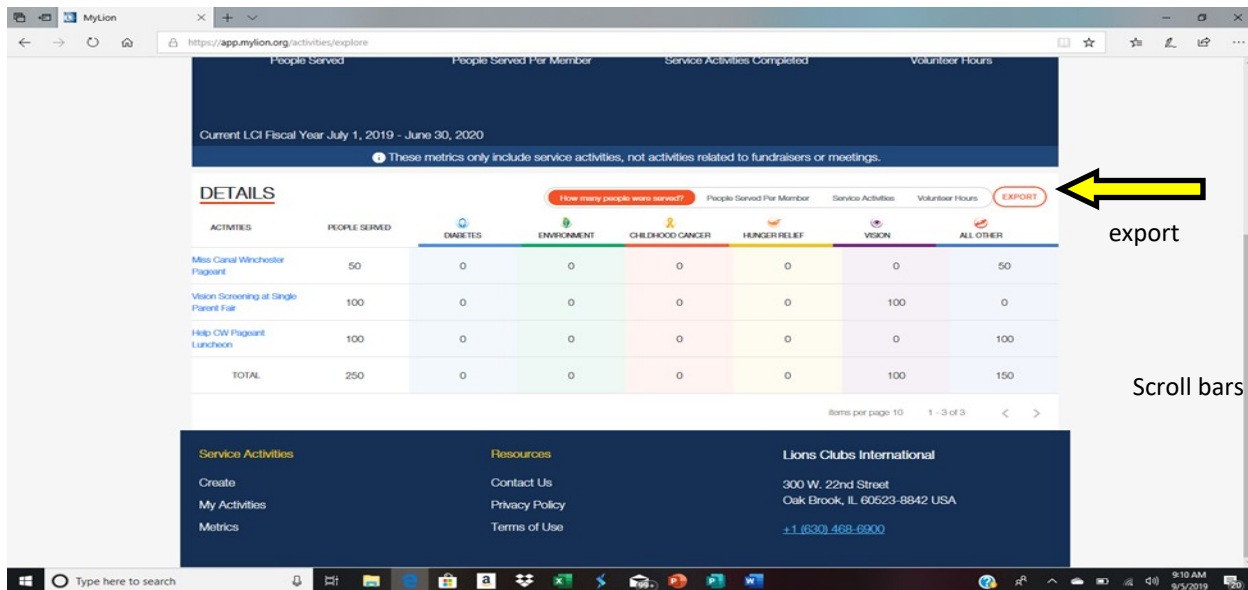 MyLion
https://app.mylion.org/activities/explore
People Served People Served Per Member Service Activities Completed Volunteer Hours
Current LCI Fiscal Year July 1, 2019 - June 30, 2020
These metrics only include service activities, not activities related to fundraisers or meetings.
DETAILS
How many people were served? People Served Per Member Service Activities Volunteer Hours EXPORT
export
ACTIVITIES PEOPLE SERVED DIABETES ENVIRONMENT CHILDHOOD CANCER HUNGER RELIEF VISION ALL OTHER
Miss Canal Winchester
Pageant
50 0 0 0 0 0 50
Vision Screening at Single
Parent Fair
100 0 0 0 0 100 0
Help CW Pageant
Luncheon
100 0 0 0 0 0 100
TOTAL 250 0 0 0 0 100 150
Scroll bars
items per page 10 1 - 3 of 3 < >
Service Activities
Create
My Activities
Metrics
Resources
Contact Us
Privacy Policy
Terms of Use
Lions Clubs International
300 W. 22nd Street
Oak Brook, IL 60523-8842 USA
+1 (630) 468-6900
Type here to search
99+
9:10 AM
9/5/2019
20